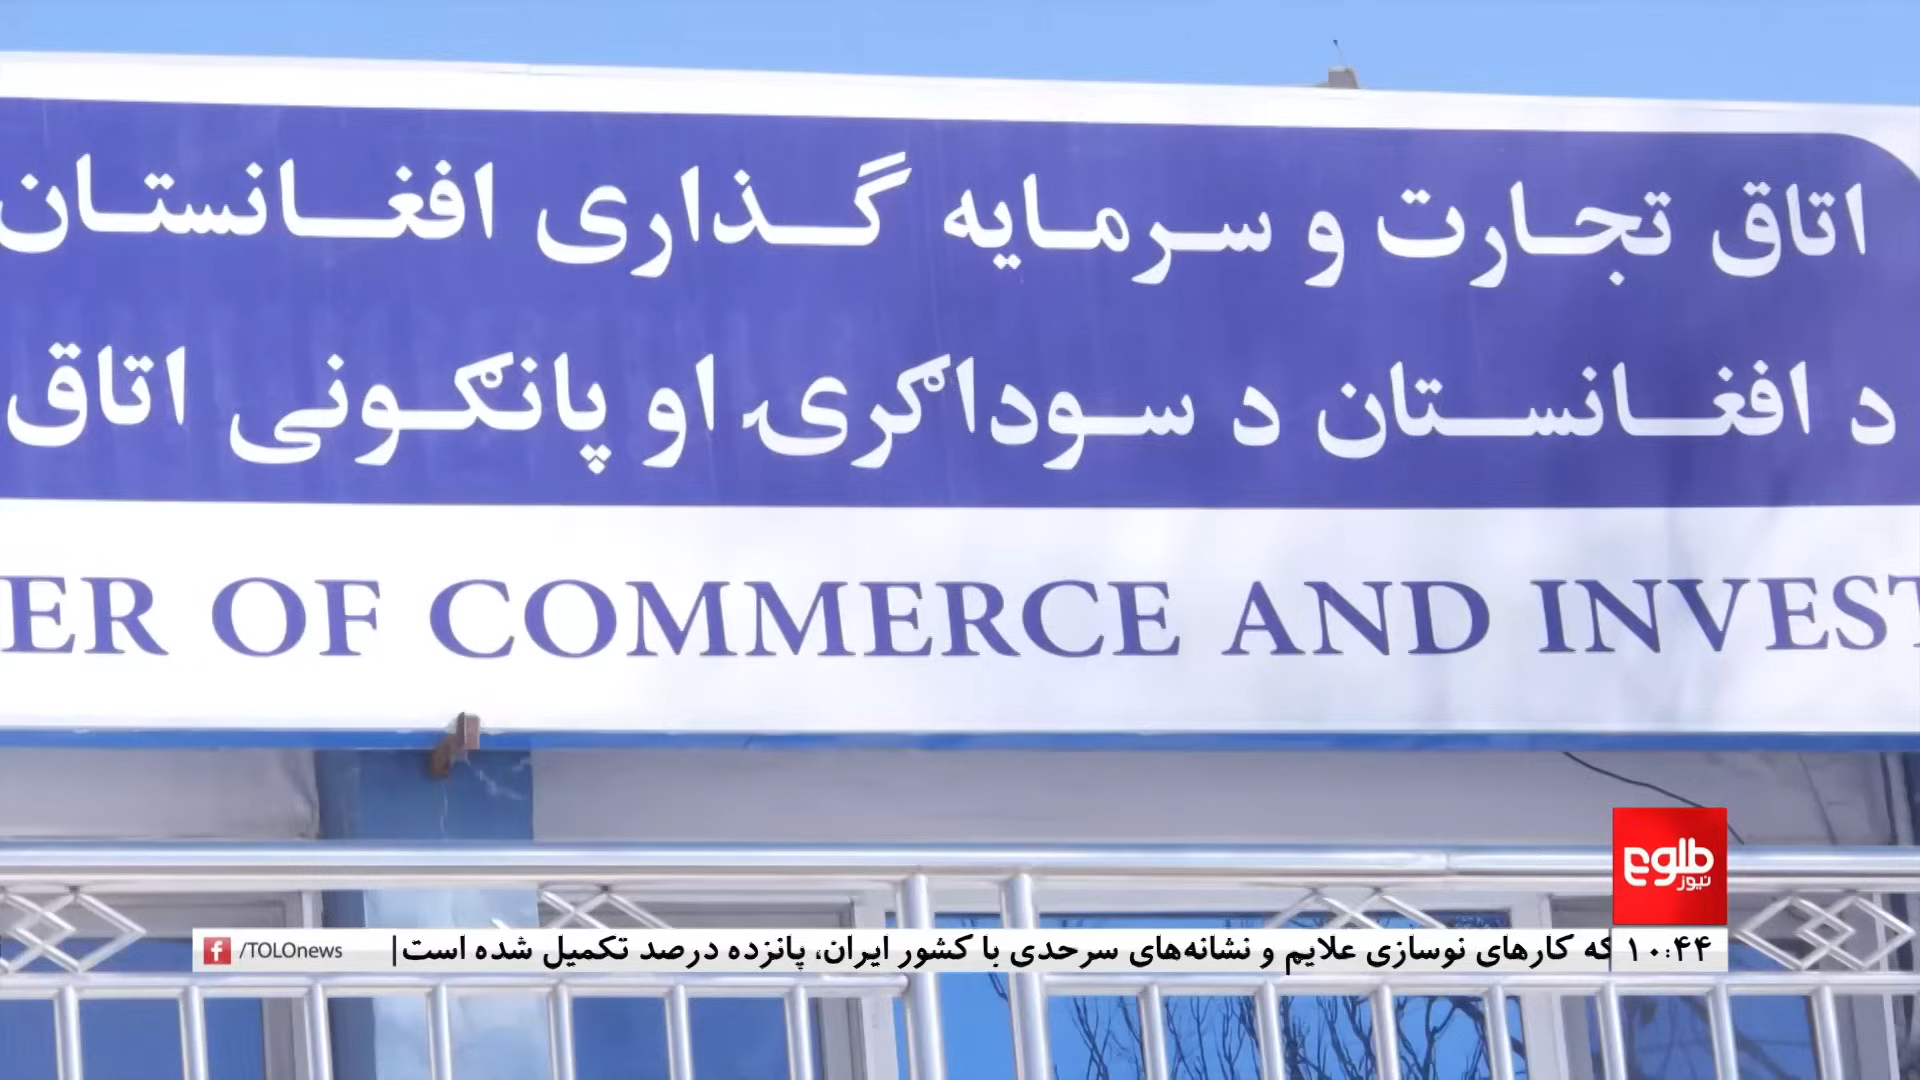 اتاق تجارت و سرمایه گذاری افغانستان
د افغانستان د سوداګرۍ او پانګونی اتاق
ER OF COMMERCE AND INVEST
طلوع
نیوز
۱۰:۴۴ که کارهای نوسازی علایم و نشانه‌های سرحدی با کشور ایران، پانزده درصد تکمیل شده است| /TOLOnews